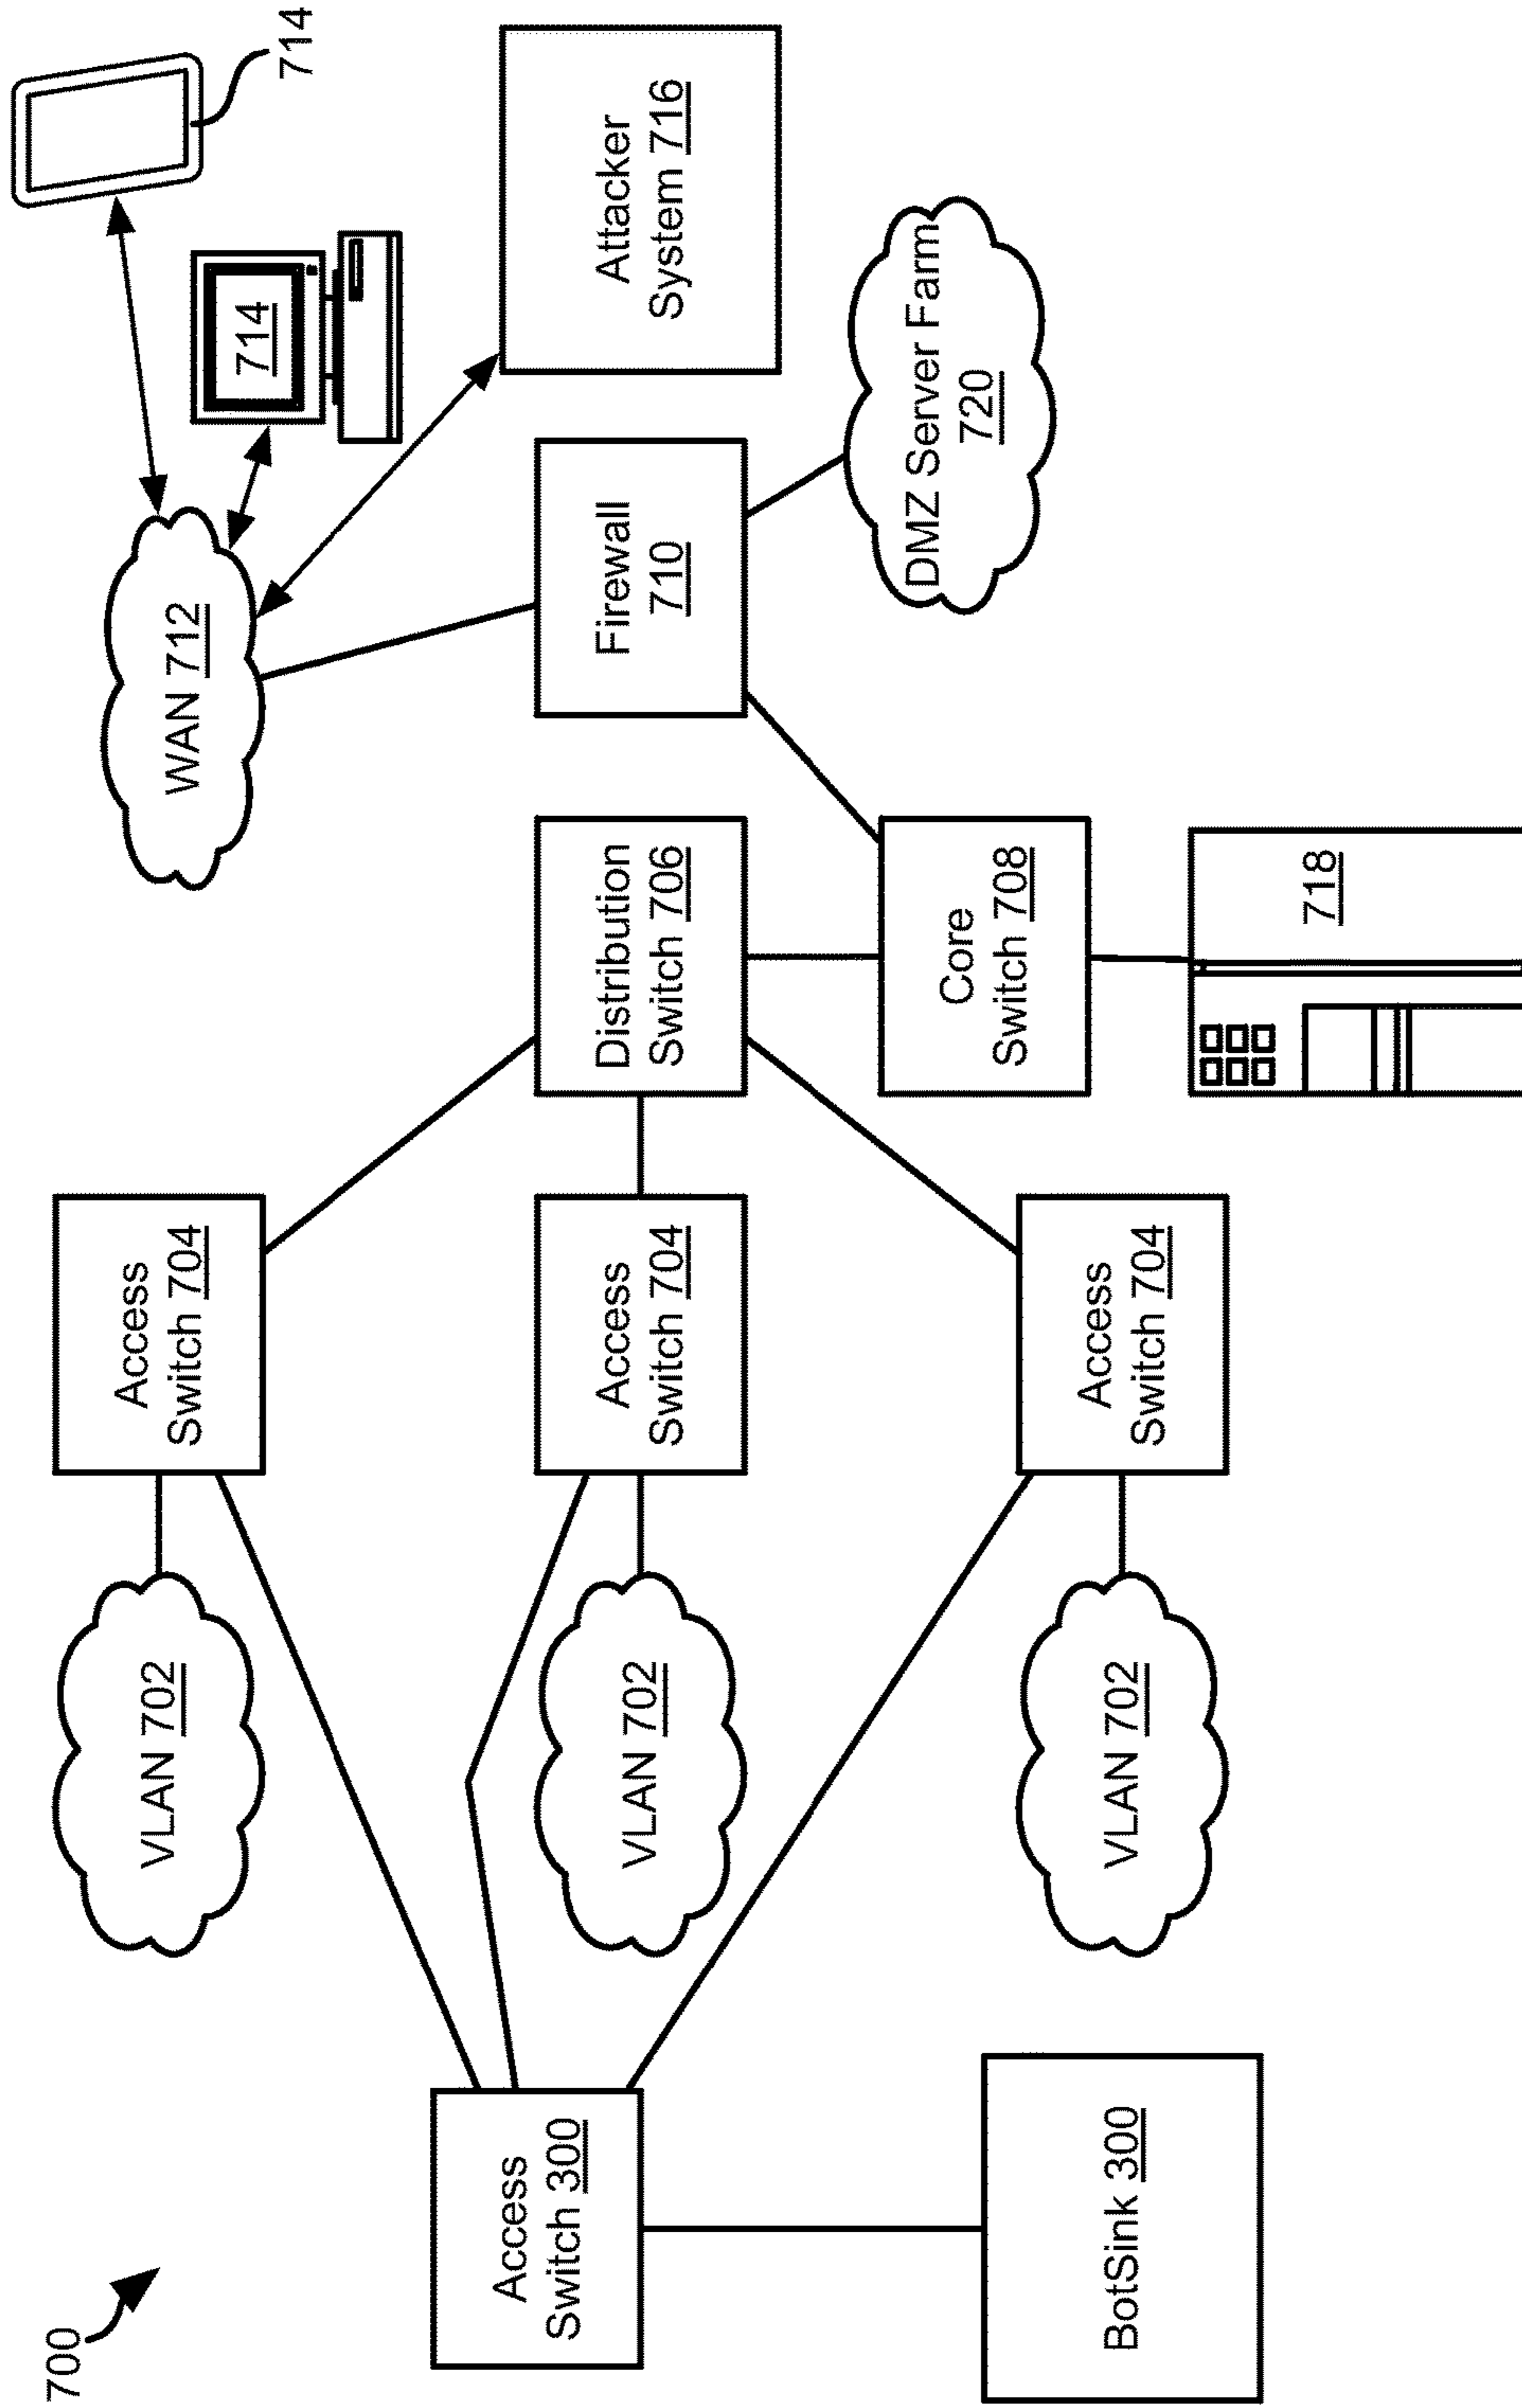 700
Access
Switch 300
BotSink 300
VLAN 702
VLAN 702
VLAN 702
Access
Switch 704
Access
Switch 704
Access
Switch 704
Distribution
Switch 706
Core
Switch 708
718
WAN 712
Firewall
710
DMZ Server Farm
720
714
714
Attacker
System 716